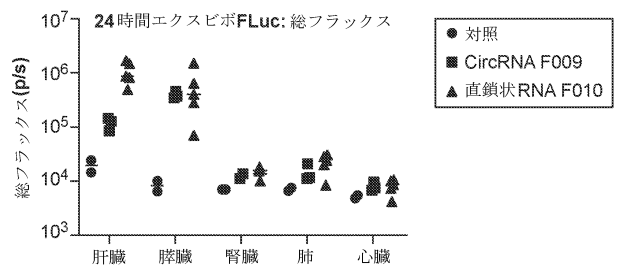 24時間エクスビボFLuc: 総フラックス
総フラックス(p/s)
10⁷
10⁶
10⁵
10⁴
10³
肝臓 膵臓 腎臓 肺 心臓
対照
CircRNA F009
直鎖状RNA F010